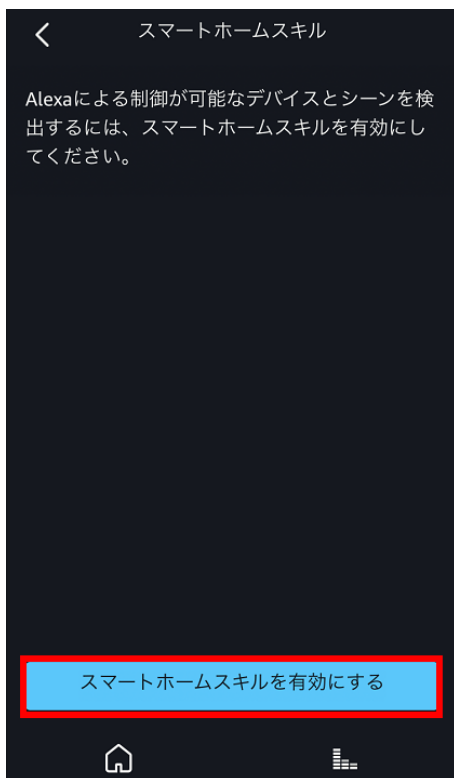 スマートホームスキル
Alexaによる制御が可能なデバイスとシーンを検
出するには、スマートホームスキルを有効にし
てください。
スマートホームスキルを有効にする